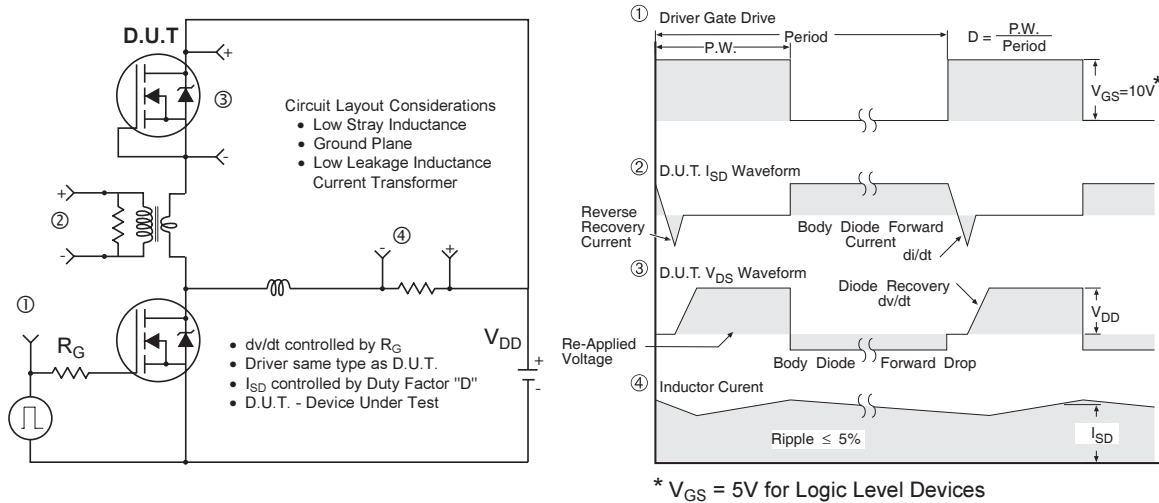 D.U.T
+
③
-
Circuit Layout Considerations
• Low Stray Inductance
• Ground Plane
• Low Leakage Inductance
Current Transformer
+
②
-
④
- +
①
R_G
• dv/dt controlled by R_G
• Driver same type as D.U.T.
• I_SD controlled by Duty Factor "D"
• D.U.T. - Device Under Test
V_DD
+
-
① Driver Gate Drive
Period
P.W.
D = P.W. / Period
V_GS=10V*
② D.U.T. I_SD Waveform
Reverse
Recovery
Current
Body Diode Forward
Current
di/dt
③ D.U.T. V_DS Waveform
Diode Recovery
dv/dt
V_DD
Re-Applied
Voltage
Body Diode Forward Drop
④ Inductor Curent
Ripple ≤ 5%
I_SD
* V_GS = 5V for Logic Level Devices